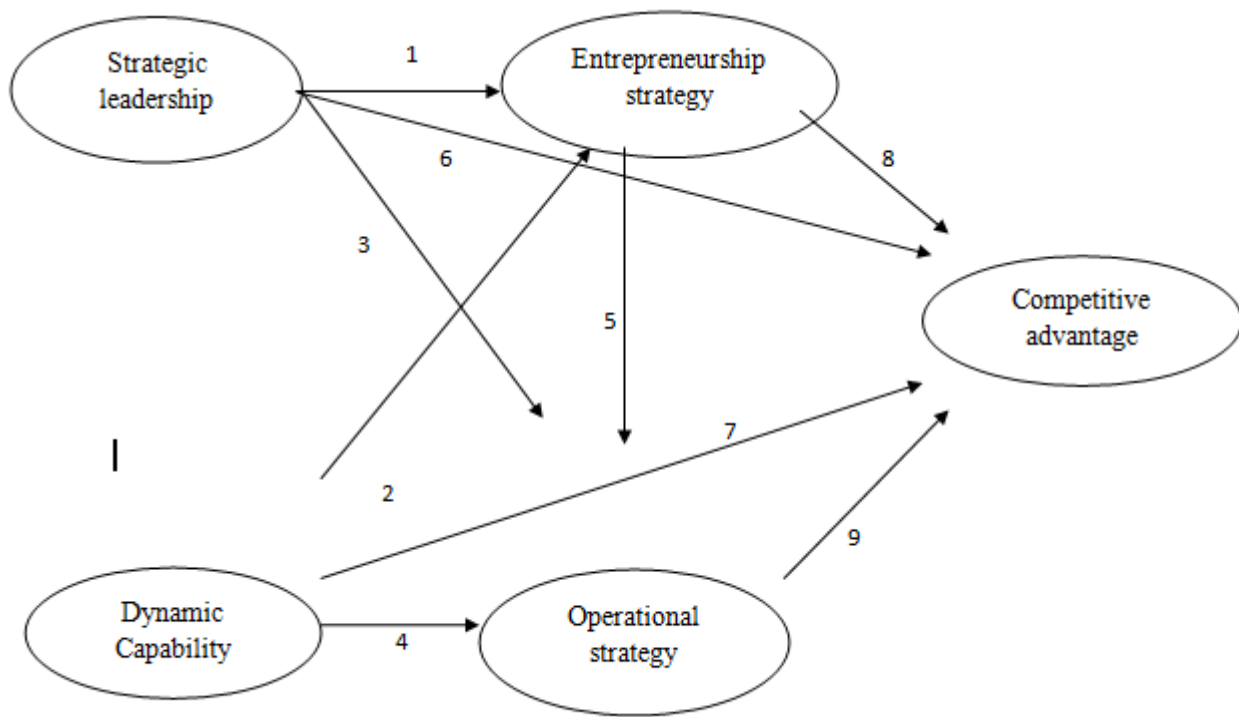 Strategic
leadership
1
Entrepreneurship
strategy
6
8
3
5
Competitive
advantage
7
2
9
Dynamic
Capability
4
Operational
strategy